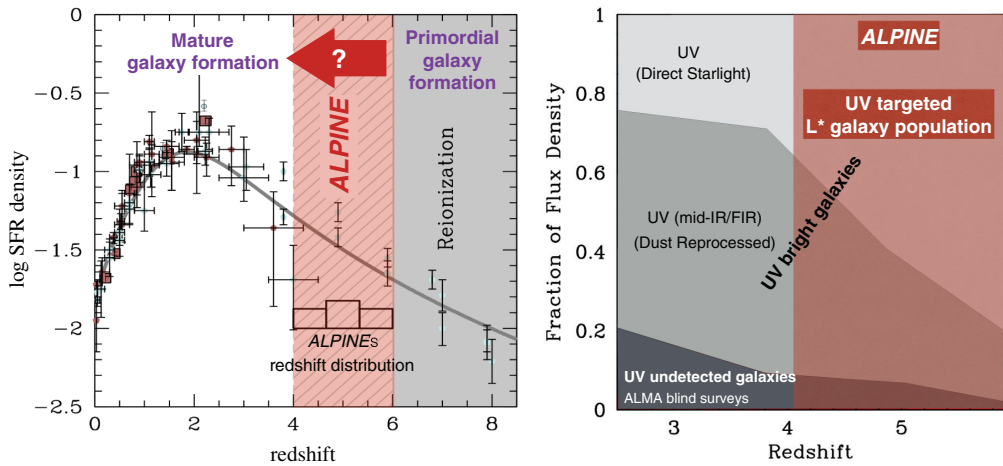 Mature
galaxy formation
?
Primordial
galaxy
formation
ALPINE
Reionization
ALPINEs
redshift distribution
log SFR density
0
−0.5
−1
−1.5
−2
−2.5
0 2 4 6 8
redshift
ALPINE
UV
(Direct Starlight)
UV targeted
L* galaxy population
UV (mid-IR/FIR)
(Dust Reprocessed)
UV bright galaxies
UV undetected galaxies
ALMA blind surveys
Fraction of Flux Density
1
0.8
0.6
0.4
0.2
0
3 4 5
Redshift